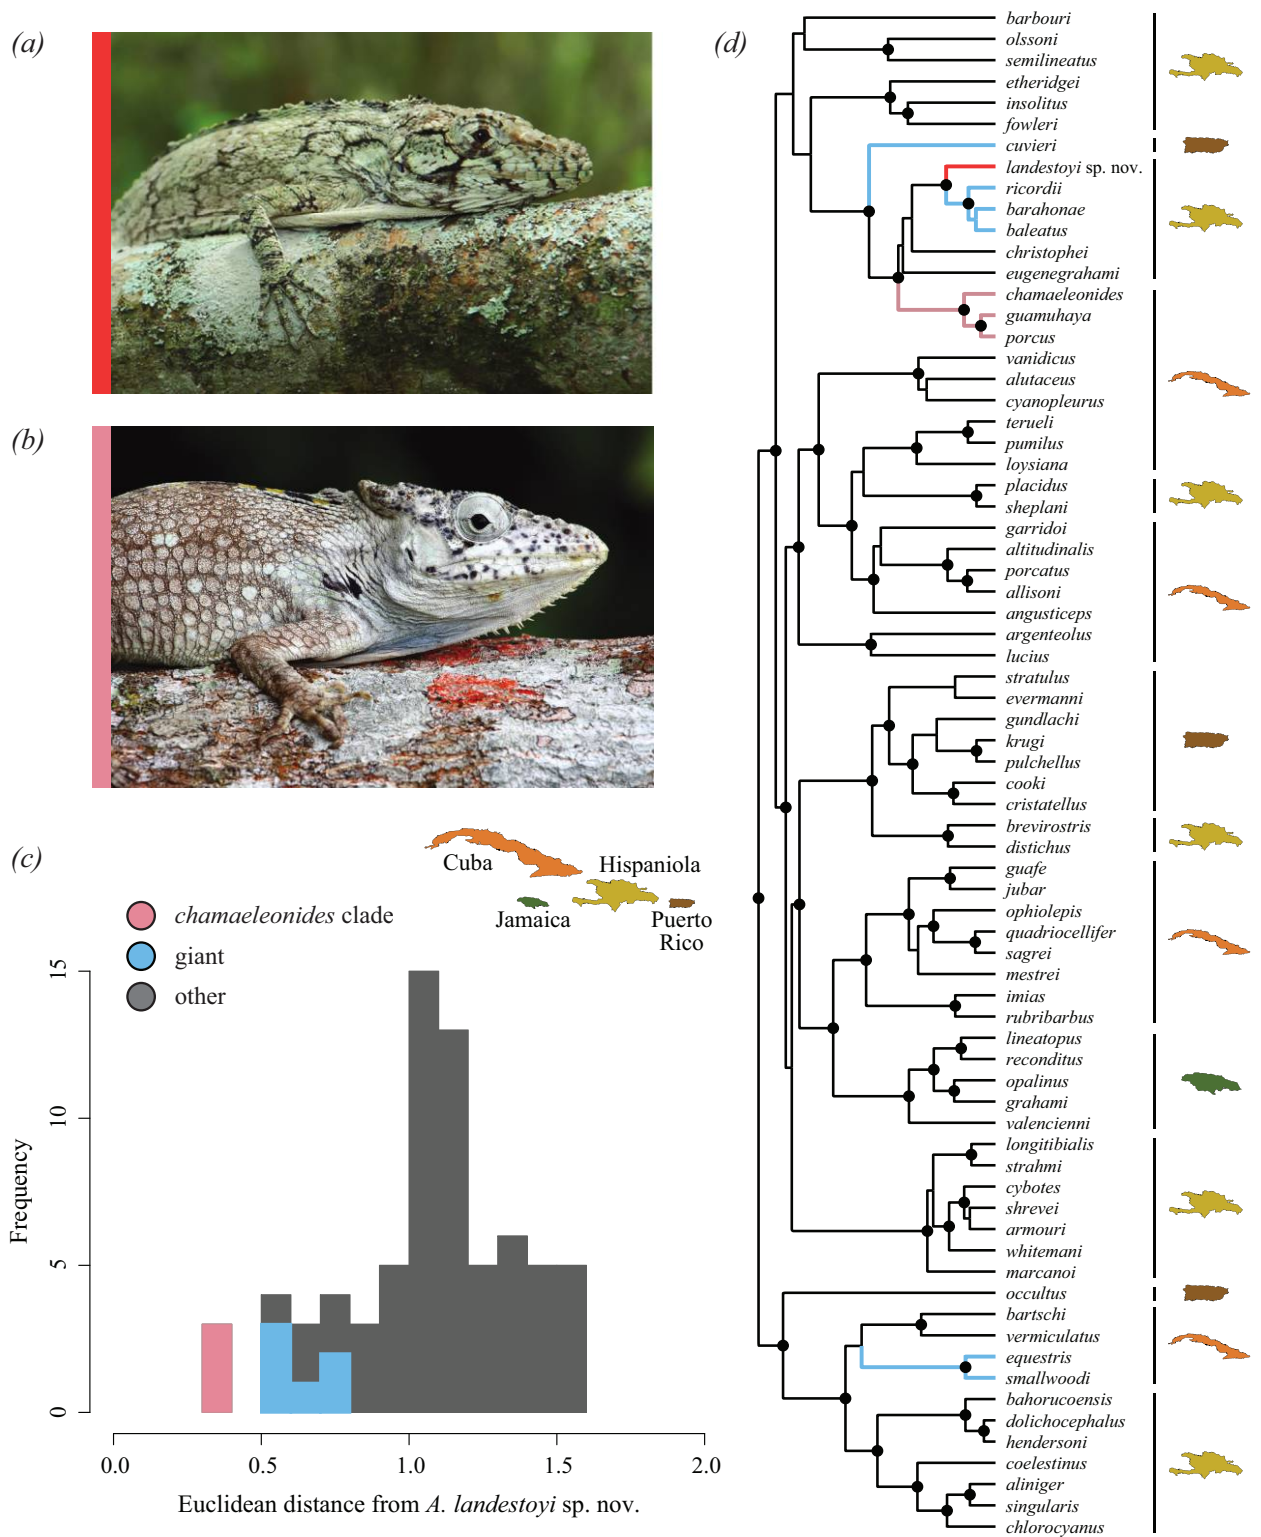 (a)
(b)
(c)
Cuba
Hispaniola
Jamaica
Puerto
Rico
chamaeleonides clade
giant
other
15
10
5
0
Frequency
0.0
0.5
1.0
1.5
2.0
Euclidean distance from A. landestoyi sp. nov.
(d)
barbouri
olssoni
semilineatus
etheridgei
insolitus
fowleri
cuvieri
landestoyi sp. nov.
ricordii
barahonae
baleatus
christophei
eugenegrahami
chamaeleonides
guamuhaya
porcus
vanidicus
alutaceus
cyanopleurus
terueli
pumilus
loysiana
placidus
sheplani
garridoi
altitudinalis
porcatus
allisoni
angusticeps
argenteolus
lucius
stratulus
evermanni
gundlachi
krugi
pulchellus
cooki
cristatellus
brevirostris
distichus
guafe
jubar
ophiolepis
quadriocellifer
sagrei
mestrei
imias
rubribarbus
lineatopus
reconditus
opalinus
grahami
valencienni
longitibialis
strahmi
cybotes
shrevei
armouri
whitemani
marcanoi
occultus
bartschi
vermiculatus
equestris
smallwoodi
bahorucoensis
dolichocephalus
hendersoni
coelestinus
aliniger
singularis
chlorocyanus